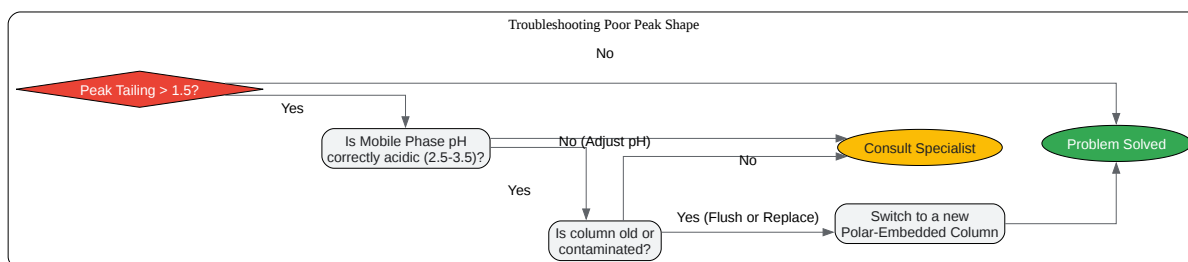 Troubleshooting Poor Peak Shape
No
Peak Tailing > 1.5?
Yes
Is Mobile Phase pH
correctly acidic (2.5-3.5)?
No (Adjust pH)
Consult Specialist
Problem Solved
No
Yes
Is column old or
contaminated?
Yes (Flush or Replace)
Switch to a new
Polar-Embedded Column